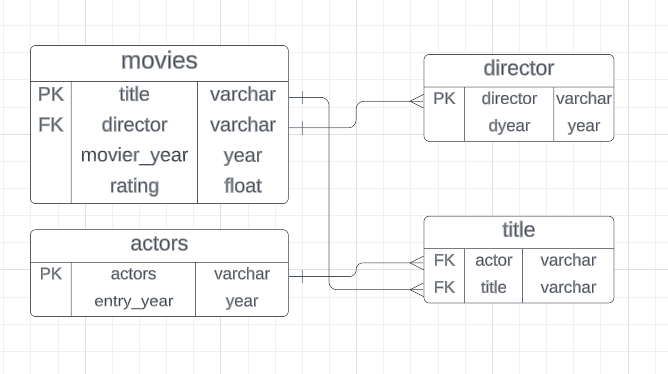 movies
PK title varchar
FK director varchar
movier_year year
rating float
director
PK director varchar
dyear year
actors
PK actors varchar
entry_year year
title
FK actor varchar
FK title varchar